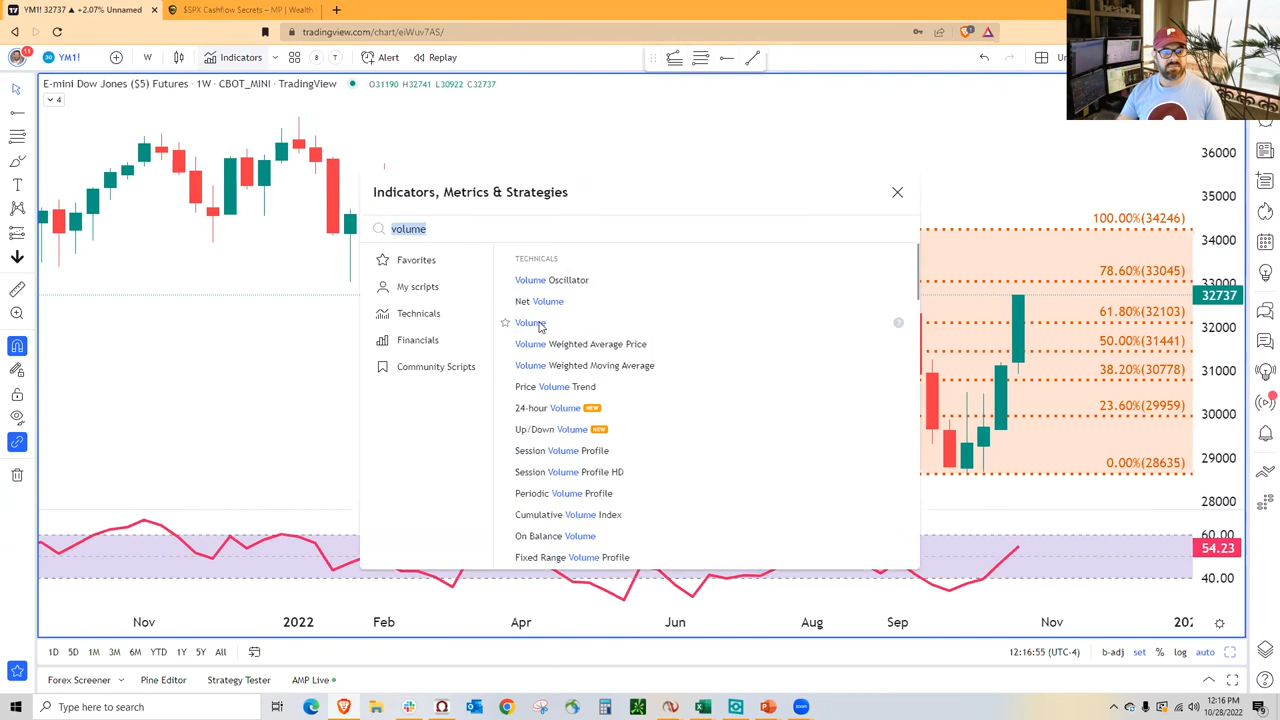 YM1! 32737 ▲ +2.07% Unnamed
$SPX Cashflow Secrets – MP | Wealth
tradingview.com/chart/eiWuv7AS/
11
30 YM1!
W
Indicators
8
T
Alert
Replay
E-mini Dow Jones ($5) Futures · 1W · CBOT_MINI · TradingView
O31190 H32741 L30922 C32737
4
Indicators, Metrics & Strategies
volume
Favorites
My scripts
Technicals
Financials
Community Scripts
TECHNICALS
Volume Oscillator
Net Volume
Volume
Volume Weighted Average Price
Volume Weighted Moving Average
Price Volume Trend
24-hour Volume NEW
Up/Down Volume NEW
Session Volume Profile
Session Volume Profile HD
Periodic Volume Profile
Cumulative Volume Index
On Balance Volume
Fixed Range Volume Profile
100.00%(34246)
78.60%(33045)
61.80%(32103)
50.00%(31441)
38.20%(30778)
23.60%(29959)
0.00%(28635)
36000
35000
34000
33000
32737
32000
31000
30000
29000
28000
60.00
54.23
40.00
Nov
2022
Feb
Apr
Jun
Aug
Sep
Nov
1D 5D 1M 3M 6M YTD 1Y 5Y All
12:16:55 (UTC-4)
b-adj set % log auto
Forex Screener
Pine Editor
Strategy Tester
AMP Live
Type here to search
12:16 PM
10/28/2022